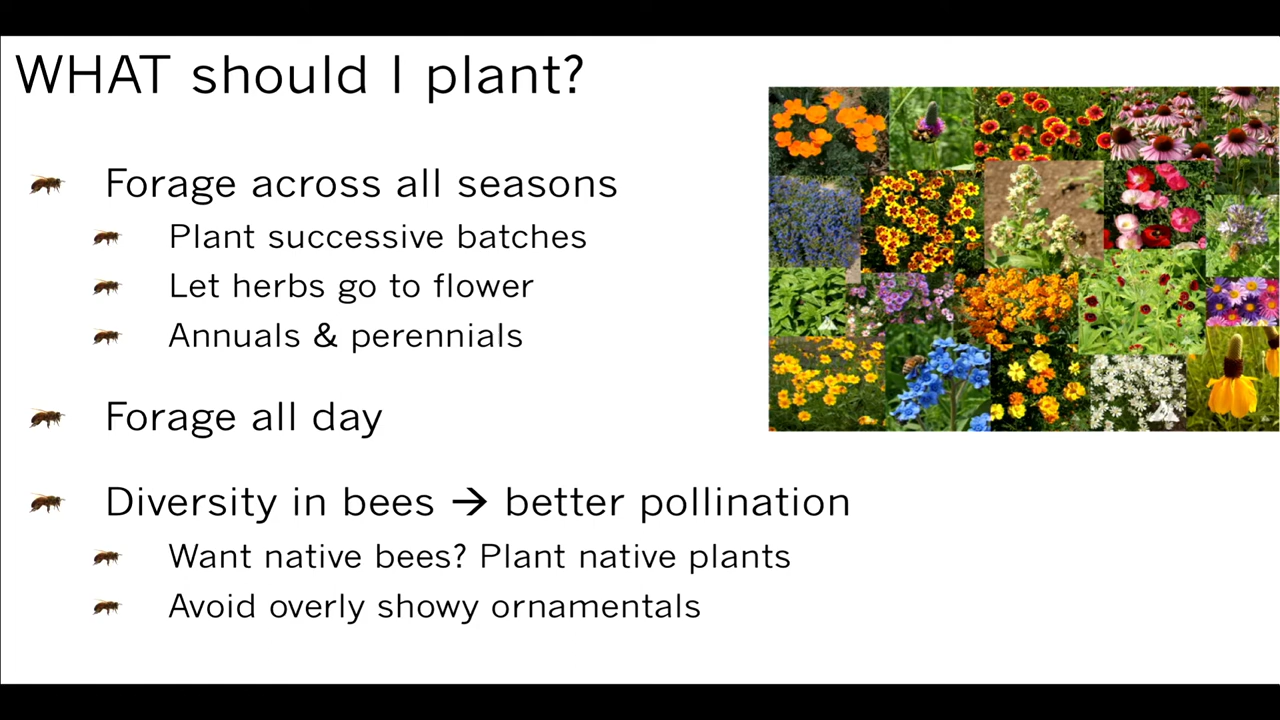 WHAT should I plant?
Forage across all seasons
Plant successive batches
Let herbs go to flower
Annuals & perennials
Forage all day
Diversity in bees → better pollination
Want native bees? Plant native plants
Avoid overly showy ornamentals